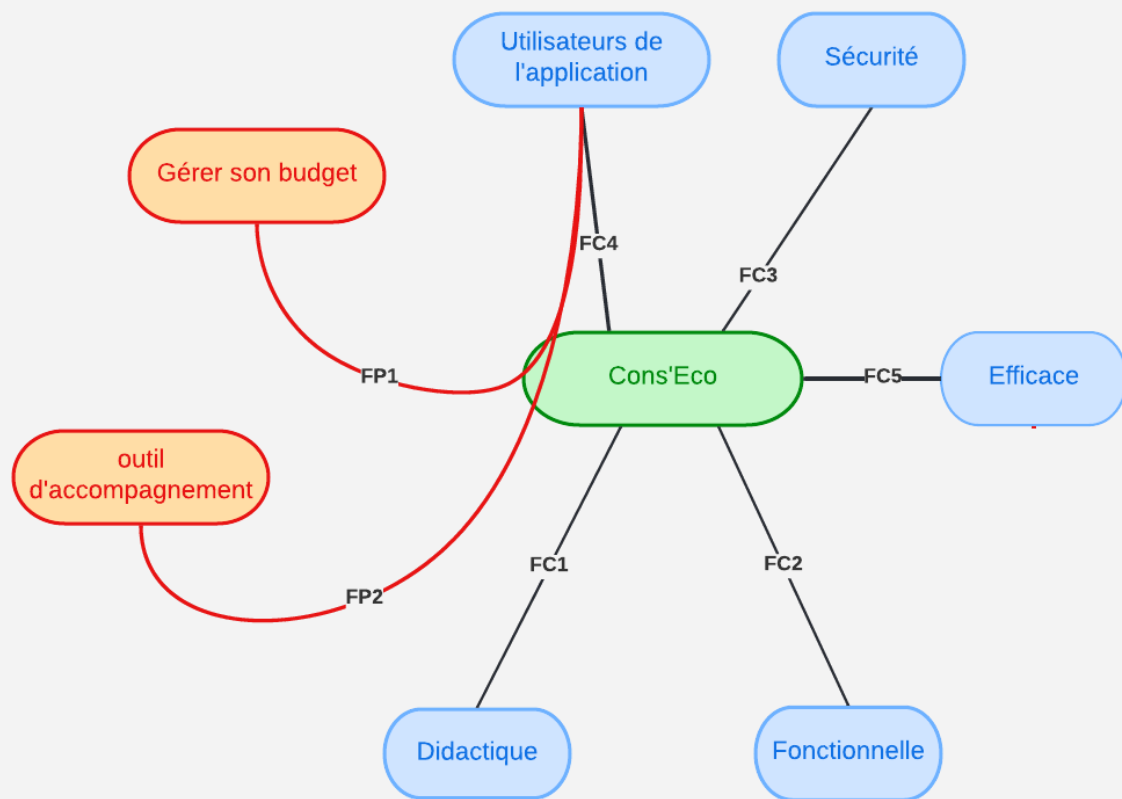 Utilisateurs de
l'application
Sécurité
Gérer son budget
FC4
FC3
Cons'Eco
FC5
Efficace
FP1
outil
d'accompagnement
FC1
FC2
FP2
Didactique
Fonctionnelle